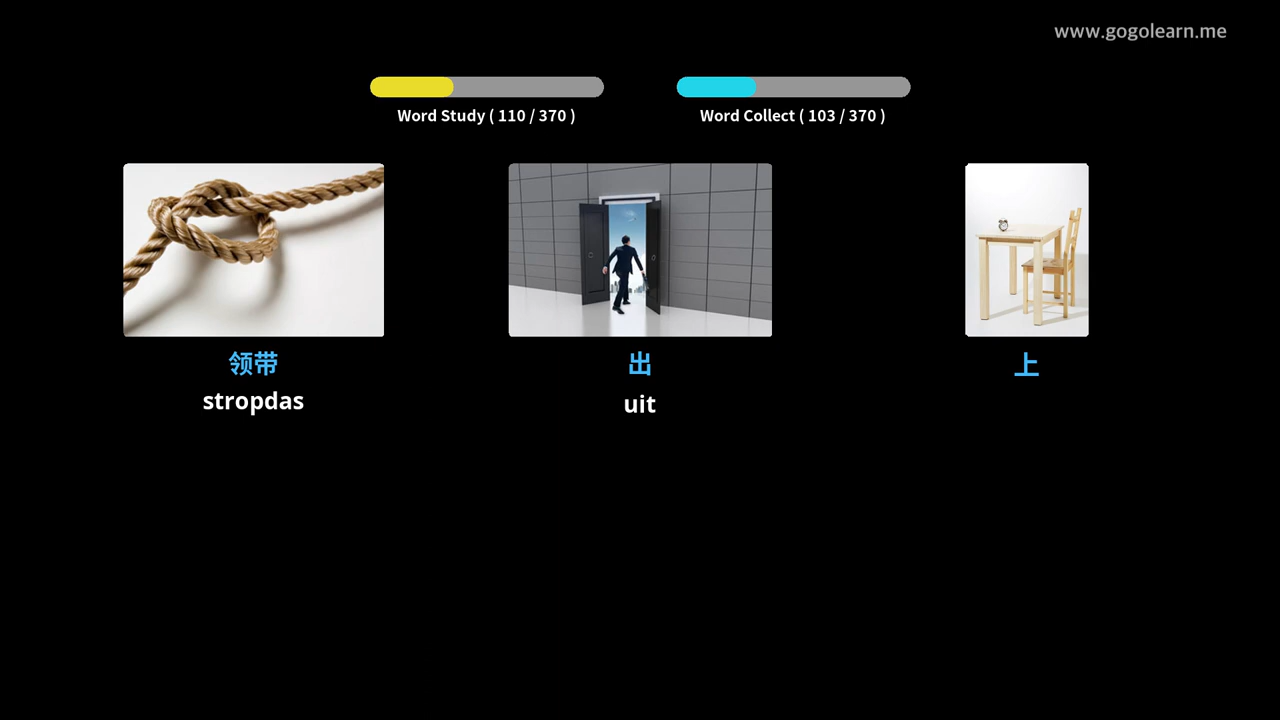 www.gogolearn.me
Word Study ( 110 / 370 )
Word Collect ( 103 / 370 )
领带
出
上
stropdas
uit